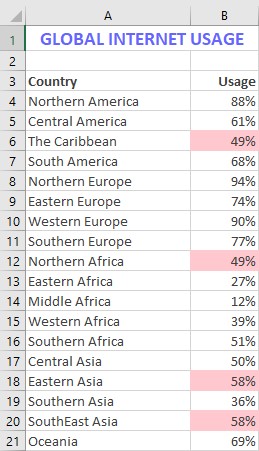 A B
1 GLOBAL INTERNET USAGE
2
3 Country Usage
4 Northern America 88%
5 Central America 61%
6 The Caribbean 49%
7 South America 68%
8 Northern Europe 94%
9 Eastern Europe 74%
10 Western Europe 90%
11 Southern Europe 77%
12 Northern Africa 49%
13 Eastern Africa 27%
14 Middle Africa 12%
15 Western Africa 39%
16 Southern Africa 51%
17 Central Asia 50%
18 Eastern Asia 58%
19 Southern Asia 36%
20 SouthEast Asia 58%
21 Oceania 69%